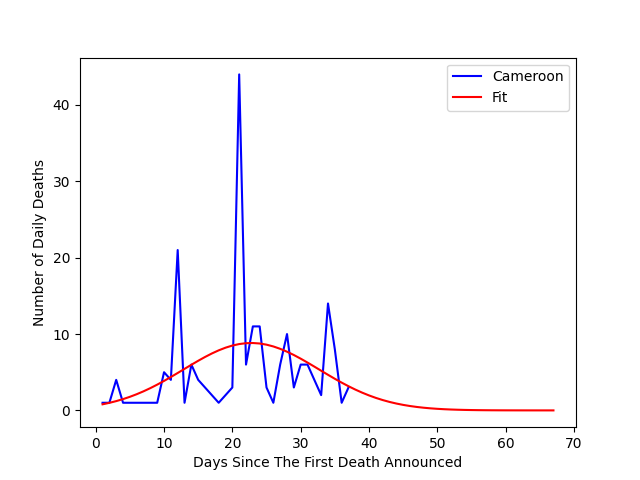 Cameroon
Fit
40
30
20
10
0
Number of Daily Deaths
0 10 20 30 40 50 60 70
Days Since The First Death Announced